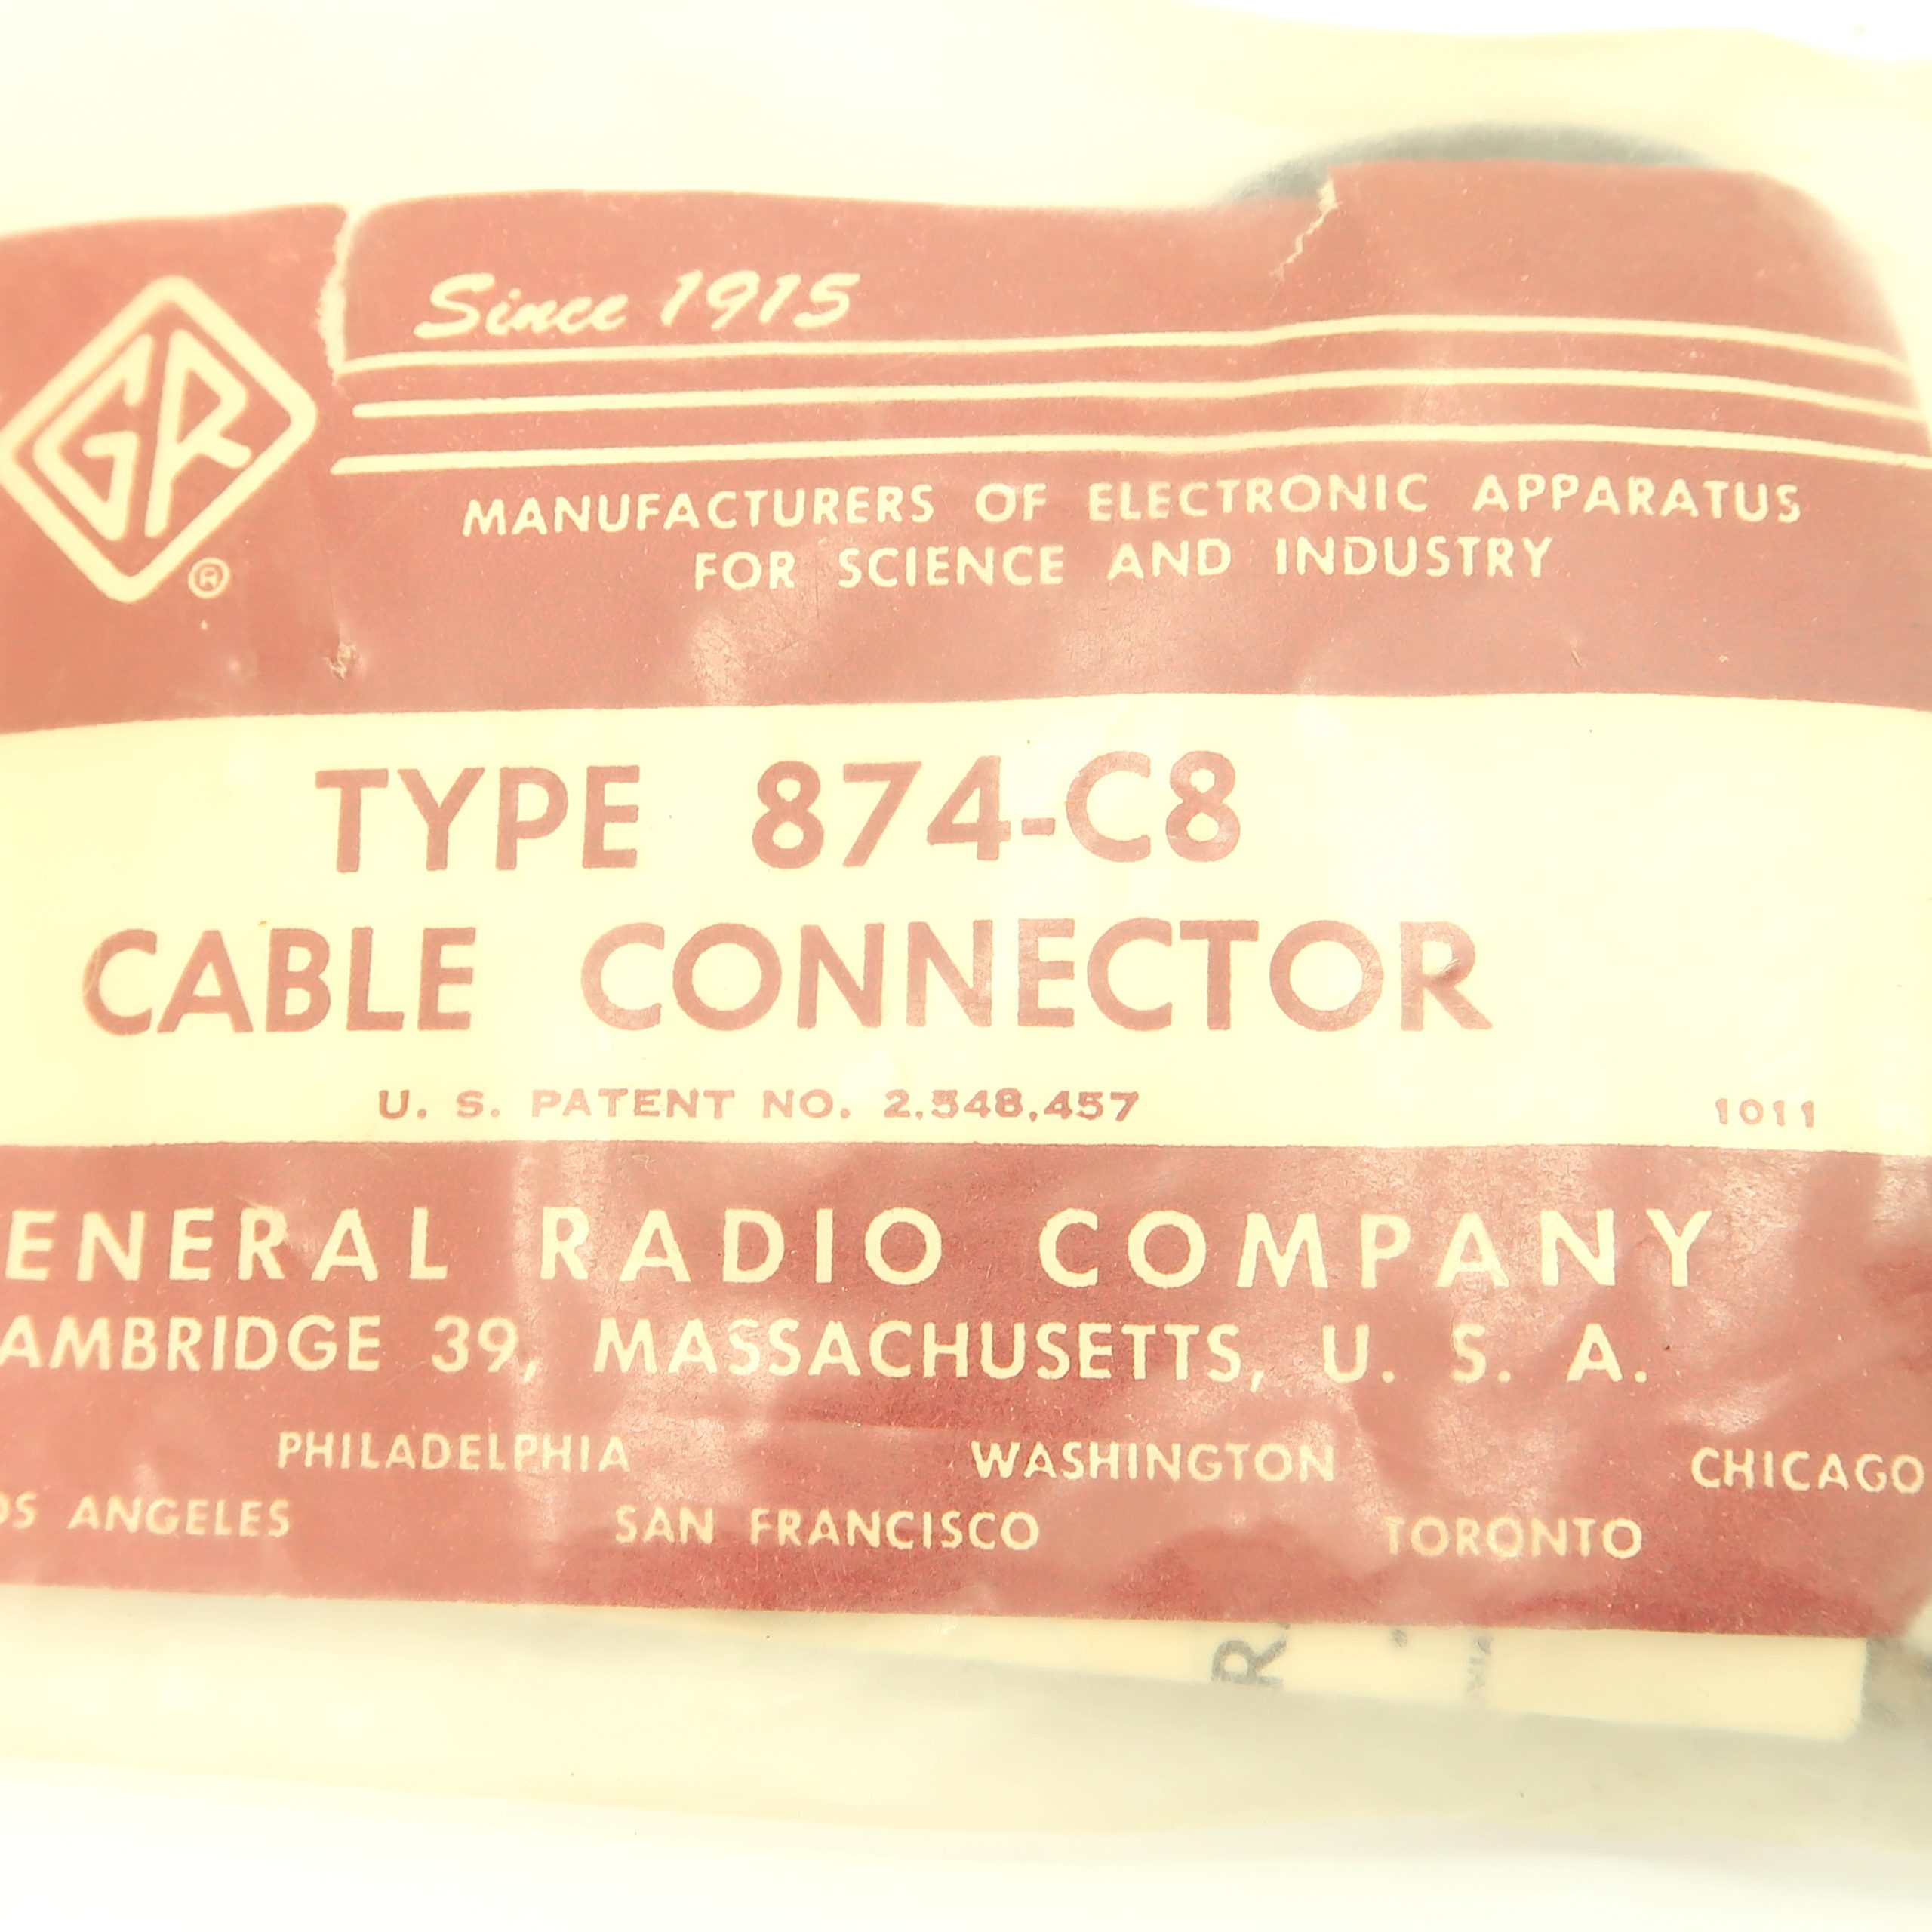 Since 1915
GR
®
MANUFACTURERS OF ELECTRONIC APPARATUS
FOR SCIENCE AND INDUSTRY
TYPE 874-C8
CABLE CONNECTOR
U. S. PATENT NO. 2,548,457 1011
ENERAL RADIO COMPANY
AMBRIDGE 39, MASSACHUSETTS, U. S. A.
PHILADELPHIA WASHINGTON CHICAGO
OS ANGELES SAN FRANCISCO TORONTO